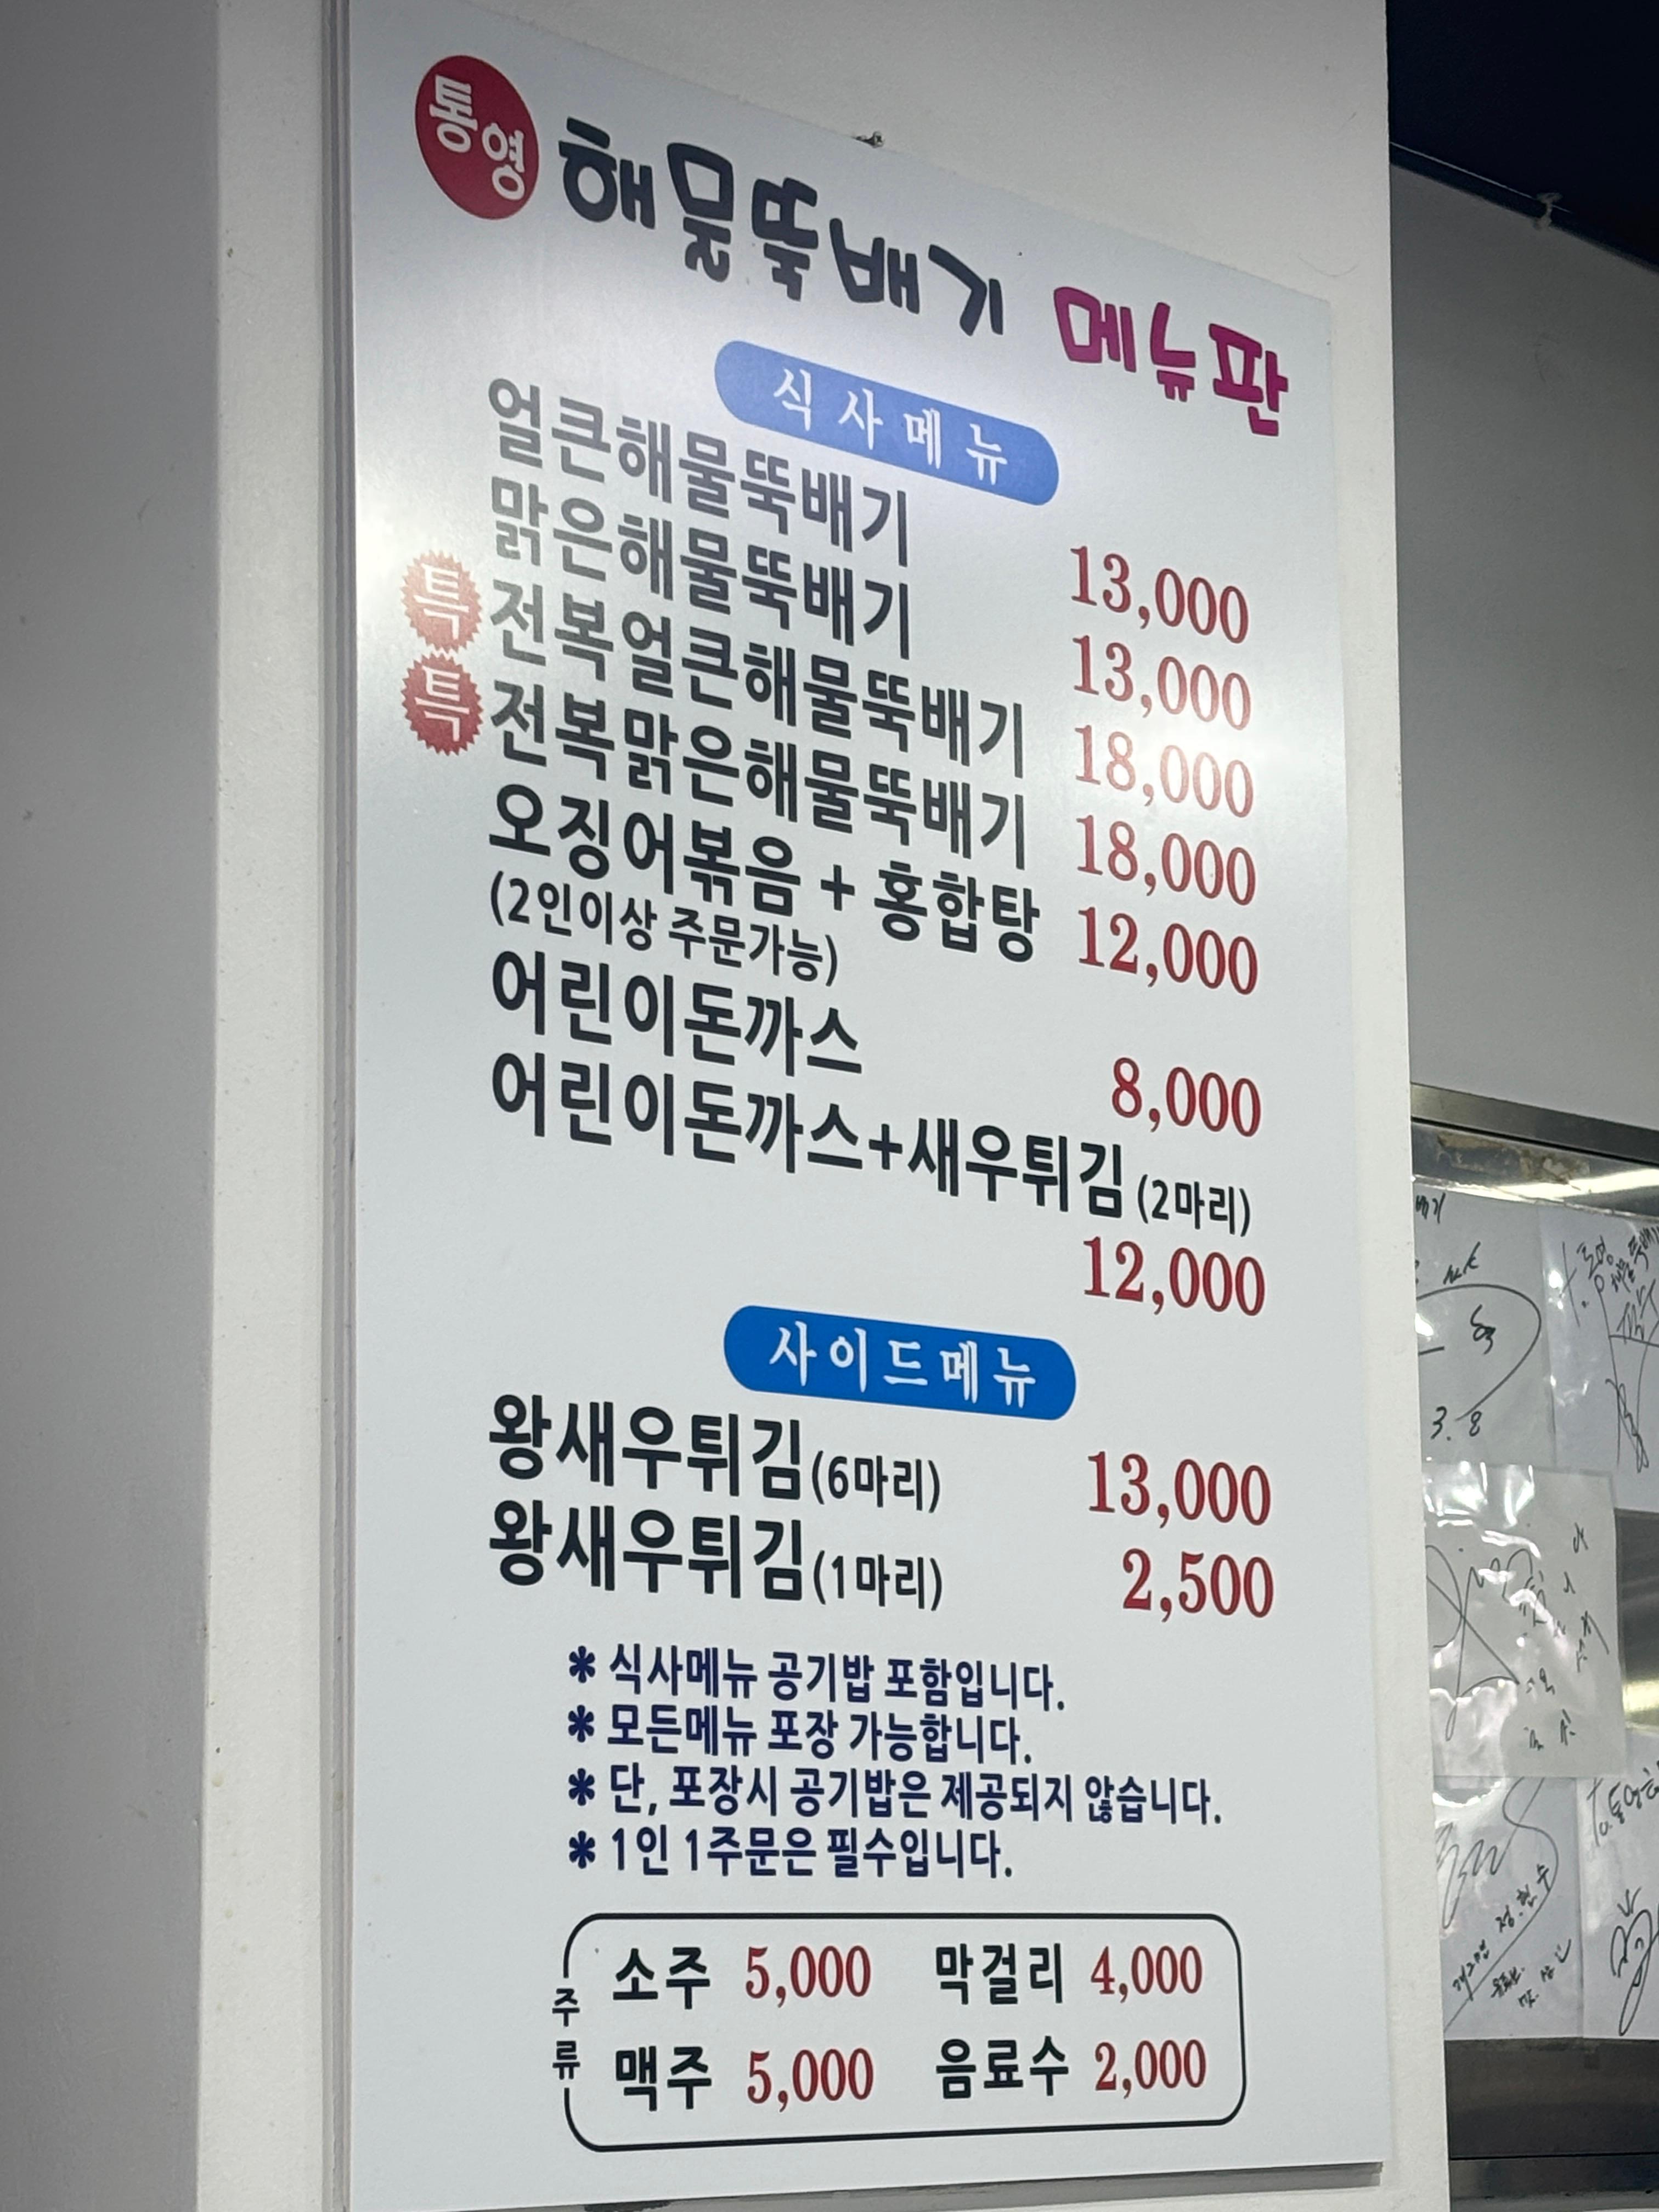 통영 해물뚝배기 메뉴판
식사메뉴
얼큰해물뚝배기 13,000
맑은해물뚝배기 13,000
특 전복얼큰해물뚝배기 18,000
특 전복맑은해물뚝배기 18,000
오징어볶음 + 홍합탕 12,000
(2인이상 주문가능)
어린이돈까스 8,000
어린이돈까스+새우튀김 (2마리)
12,000
사이드메뉴
왕새우튀김(6마리) 13,000
왕새우튀김(1마리) 2,500
* 식사메뉴 공기밥 포함입니다.
* 모든메뉴 포장 가능합니다.
* 단, 포장시 공기밥은 제공되지 않습니다.
* 1인 1주문은 필수입니다.
주류
소주 5,000 막걸리 4,000
맥주 5,000 음료수 2,000
3. 8